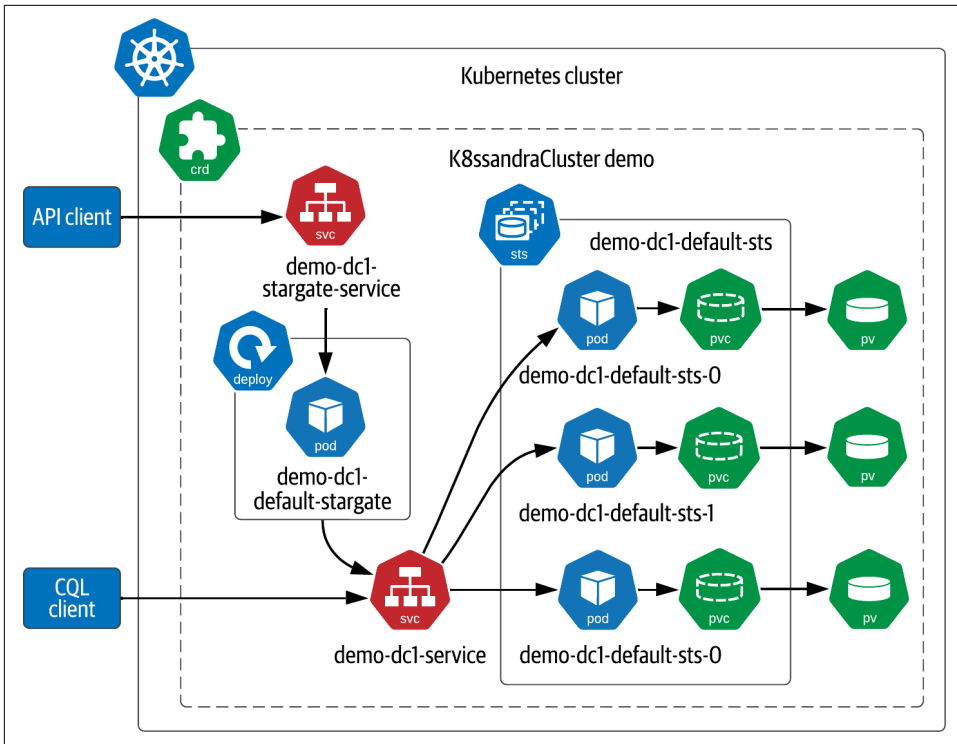 Kubernetes cluster
crd
K8ssandraCluster demo
API client
svc
demo-dc1-
stargate-service
sts
demo-dc1-default-sts
pod
pvc
pv
demo-dc1-default-sts-0
deploy
pod
demo-dc1-
default-stargate
pod
pvc
pv
demo-dc1-default-sts-1
CQL
client
svc
demo-dc1-service
pod
pvc
pv
demo-dc1-default-sts-0